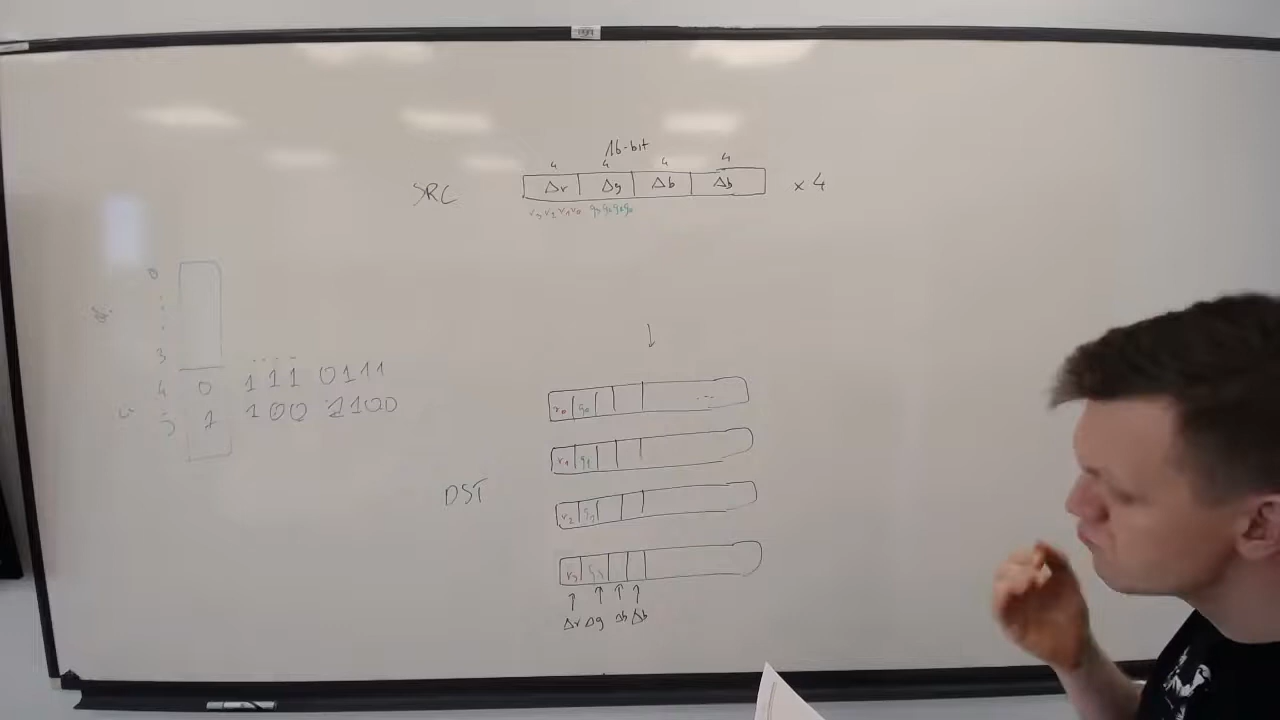 16-bit
4 4 4 4
SRC Δr Δg Δb Δb × 4
r₃ r₂ r₁ r₀ g₃ g₂ g₁ g₀
0
3
4 0 111 0111
5 1 100 1100
↓
r₀ g₀ ...
r₁ g₁
DST
r₂ g₂
r₃ g₃
↑ ↑ ↑ ↑
Δr Δg Δb Δb